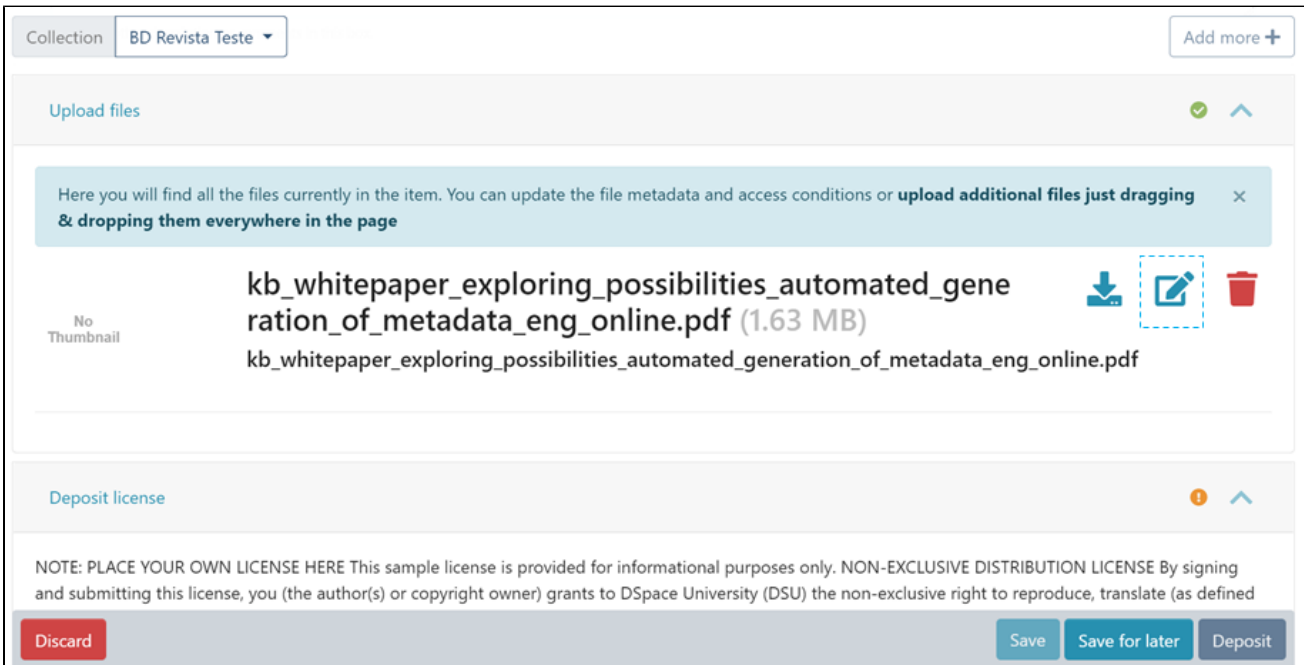 Collection BD Revista Teste Add more
Upload files
Here you will find all the files currently in the item. You can update the file metadata and access conditions or upload additional files just dragging
& dropping them everywhere in the page
No
Thumbnail
kb_whitepaper_exploring_possibilities_automated_gene
ration_of_metadata_eng_online.pdf (1.63 MB)
kb_whitepaper_exploring_possibilities_automated_generation_of_metadata_eng_online.pdf
Deposit license
NOTE: PLACE YOUR OWN LICENSE HERE This sample license is provided for informational purposes only. NON-EXCLUSIVE DISTRIBUTION LICENSE By signing
and submitting this license, you (the author(s) or copyright owner) grants to DSpace University (DSU) the non-exclusive right to reproduce, translate (as defined
Discard Save Save for later Deposit